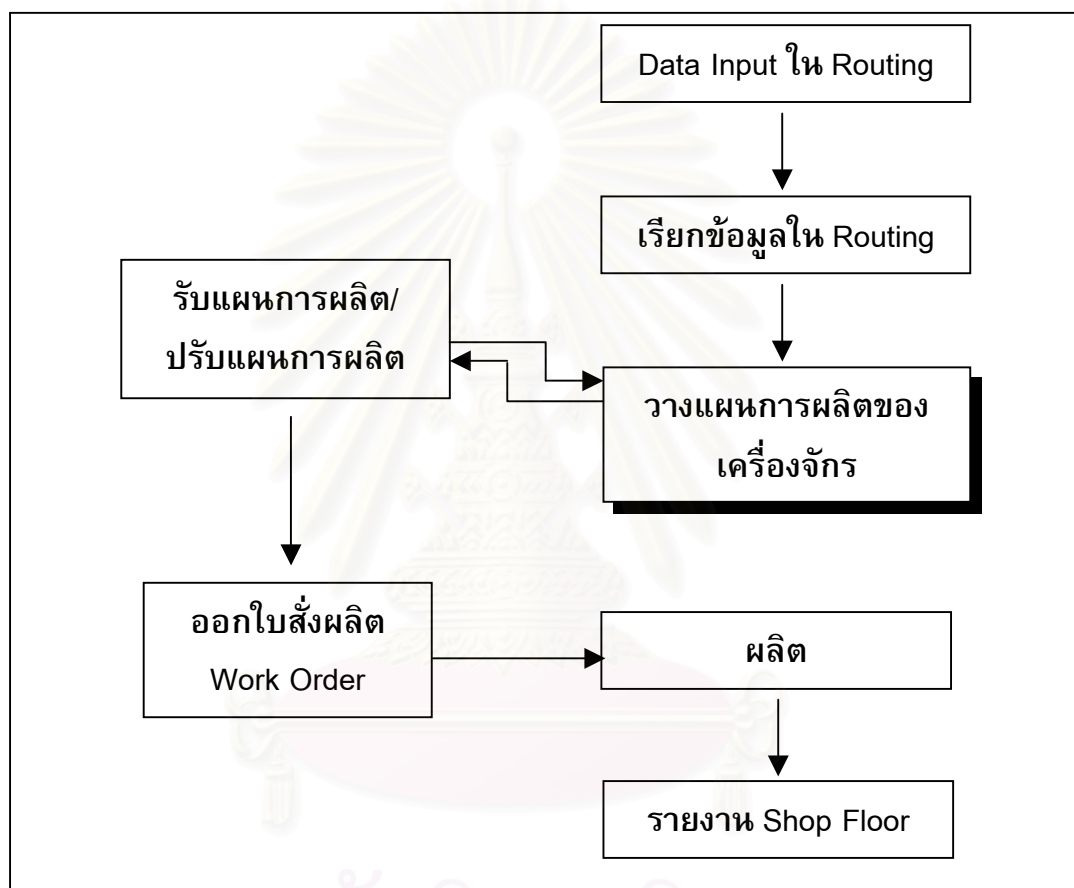 Data Input ใน Routing
เรียกข้อมูลใน Routing
รับแผนการผลิต/
ปรับแผนการผลิต
วางแผนการผลิตของ
เครื่องจักร
ออกใบสั่งผลิต
Work Order
ผลิต
รายงาน Shop Floor